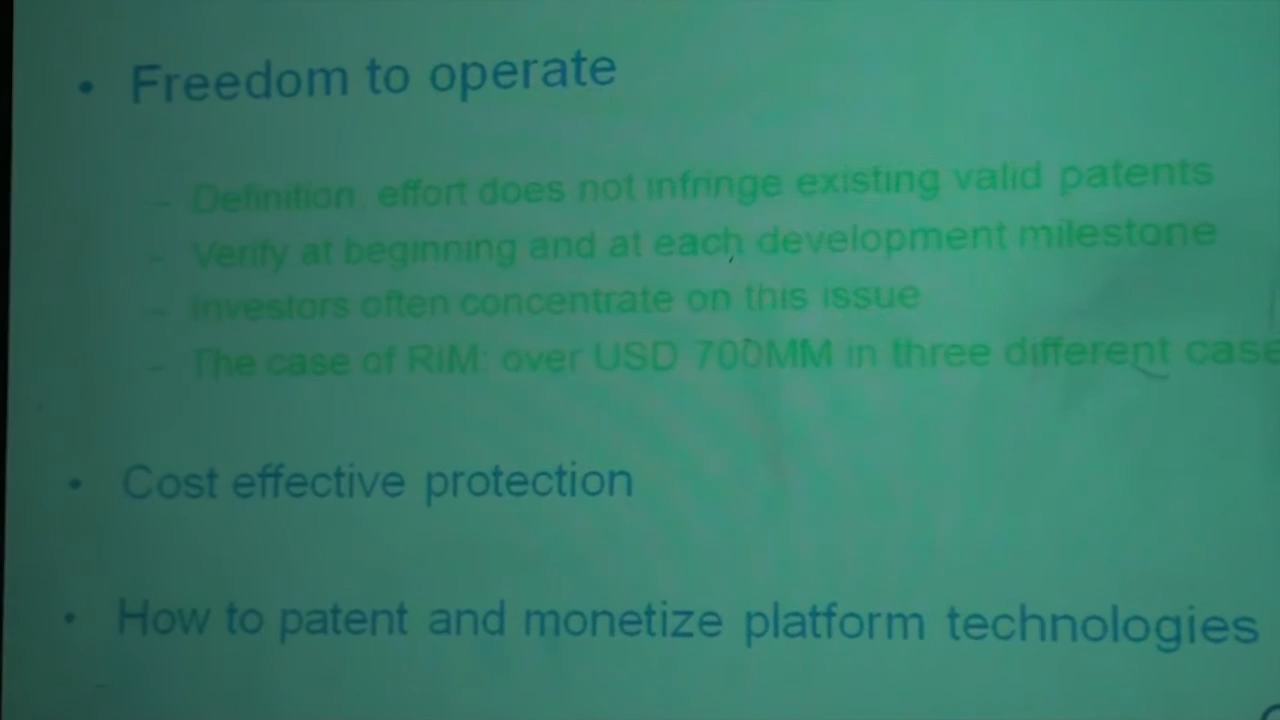 • Freedom to operate
– Definition: effort does not infringe existing valid patents
– Verify at beginning and at each development milestone
– Investors often concentrate on this issue
– The case of RIM: over USD 700MM in three different case
• Cost effective protection
• How to patent and monetize platform technologies